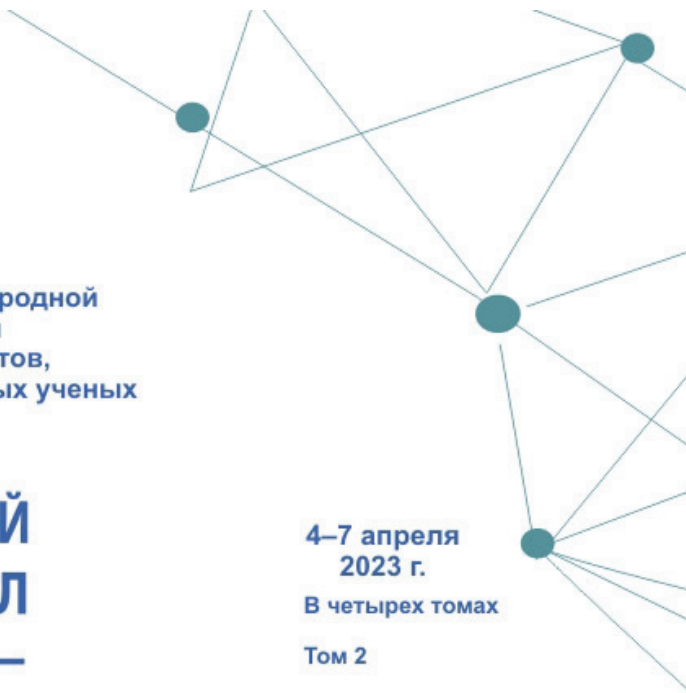 родной
тов,
ых ученых
Й
Л
–
4–7 апреля
2023 г.
В четырех томах
Том 2